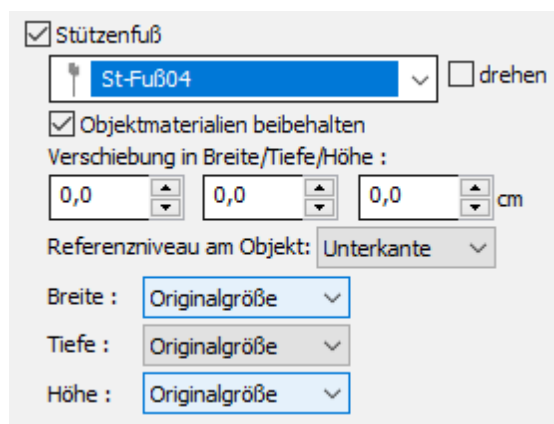 Stützenfuß
St-Fuß04 drehen
Objektmaterialien beibehalten
Verschiebung in Breite/Tiefe/Höhe :
0,0 0,0 0,0 cm
Referenzniveau am Objekt: Unterkante
Breite : Originalgröße
Tiefe : Originalgröße
Höhe : Originalgröße